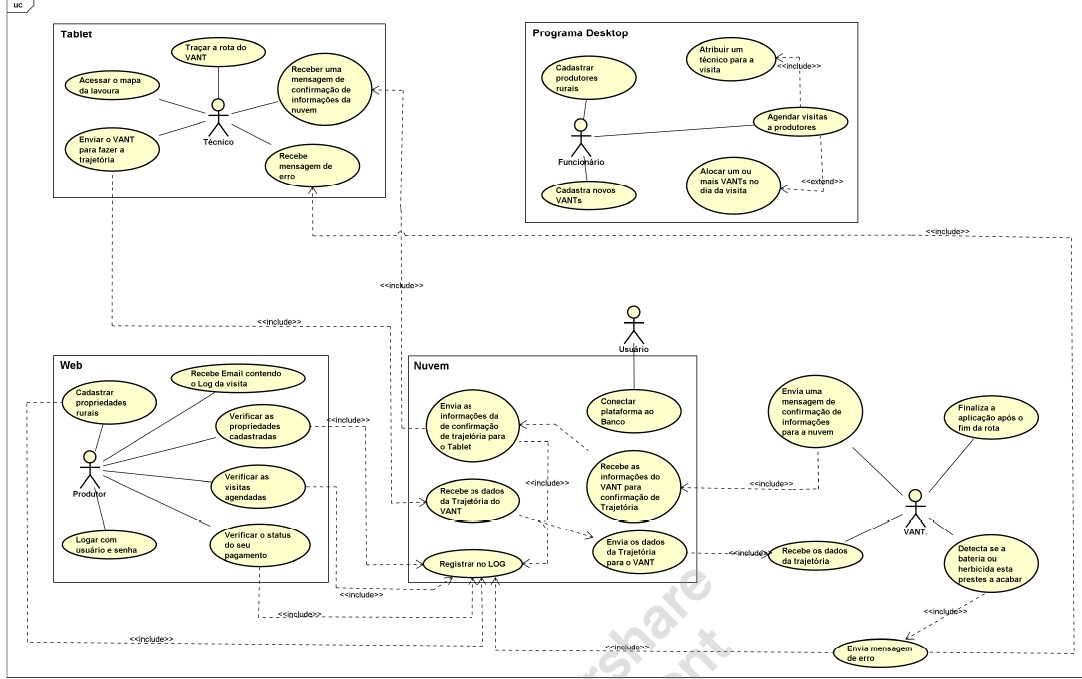 uc
Tablet
Traçar a rota do
VANT
Acessar o mapa
da lavoura
Receber uma
mensagem de
confirmação de
informações da
nuvem
Técnico
Enviar o VANT
para fazer a
trajetória
Recebe
mensagem de
erro
Programa Desktop
Cadastrar
produtores
rurais
Atribuir um
técnico para a
visita
<<include>>
Agendar visitas
a produtores
Funcionário
Cadastra novos
VANTs
Alocar um ou
mais VANTs no
dia da visita
<<extend>>
<<include>>
<<include>>
<<include>>
Usuário
Web
Cadastrar
propriedades
rurais
Recebe Email contendo
o Log da visita
Verificar as
propriedades
cadastradas
<<include>>
Produtor
Verificar as
visitas
agendadas
Logar com
usuário e senha
Verificar o status
do seu
pagamento
Nuvem
Envia as
informações da
de confirmação
de trajetória para
o Tablet
Conectar
plataforma ao
Banco
Recebe os dados
da Trajetória do
VANT
<<include>>
Recebe as
informações do
VANT para
confirmação de
Trajetória
Envia os dados
da Trajetória
para o VANT
Registrar no LOG
<<include>>
<<include>>
<<include>>
<<include>>
<<include>>
Envia uma
mensagem de
confirmação de
informações
para a nuvem
Finaliza a
aplicação após o
fim da rota
<<include>>
VANT.
Recebe os dados
da trajetória
Detecta se a
bateria ou
herbicida esta
prestes a acabar
<<include>>
Envia mensagem
de erro